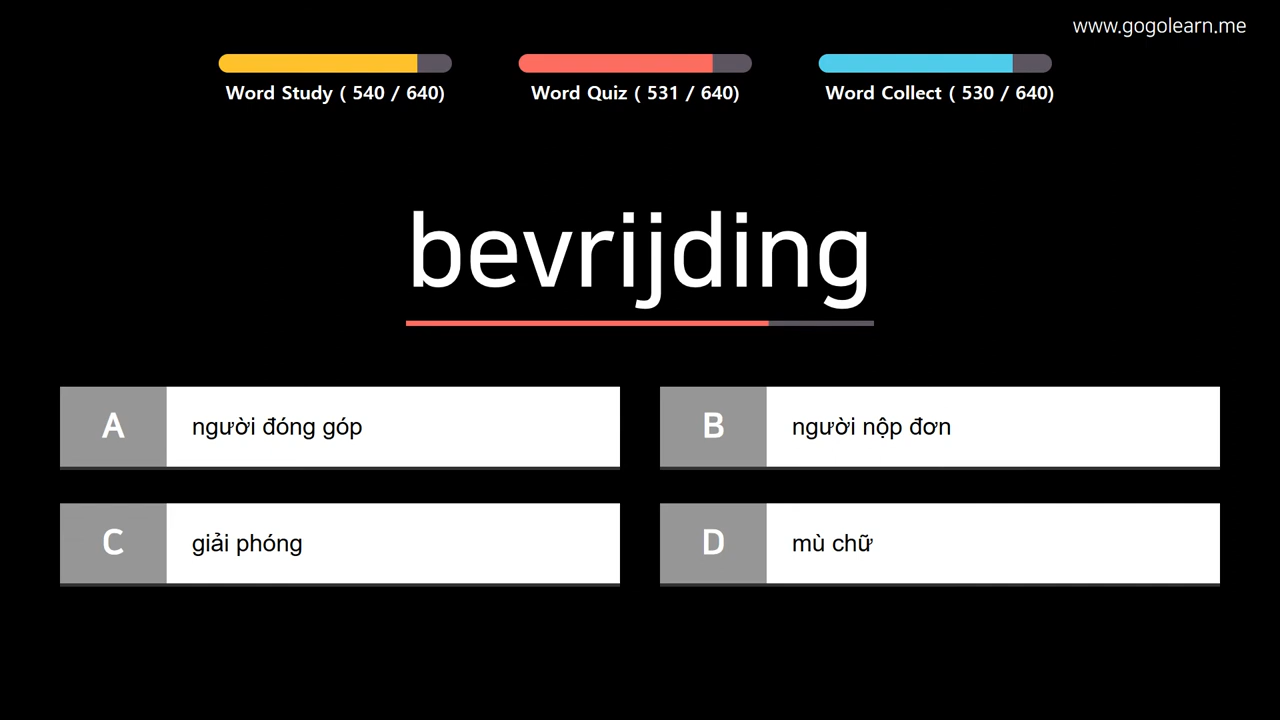 www.gogolearn.me
Word Study ( 540 / 640)
Word Quiz ( 531 / 640)
Word Collect ( 530 / 640)
bevrijding
A người đóng góp
B người nộp đơn
C giải phóng
D mù chữ